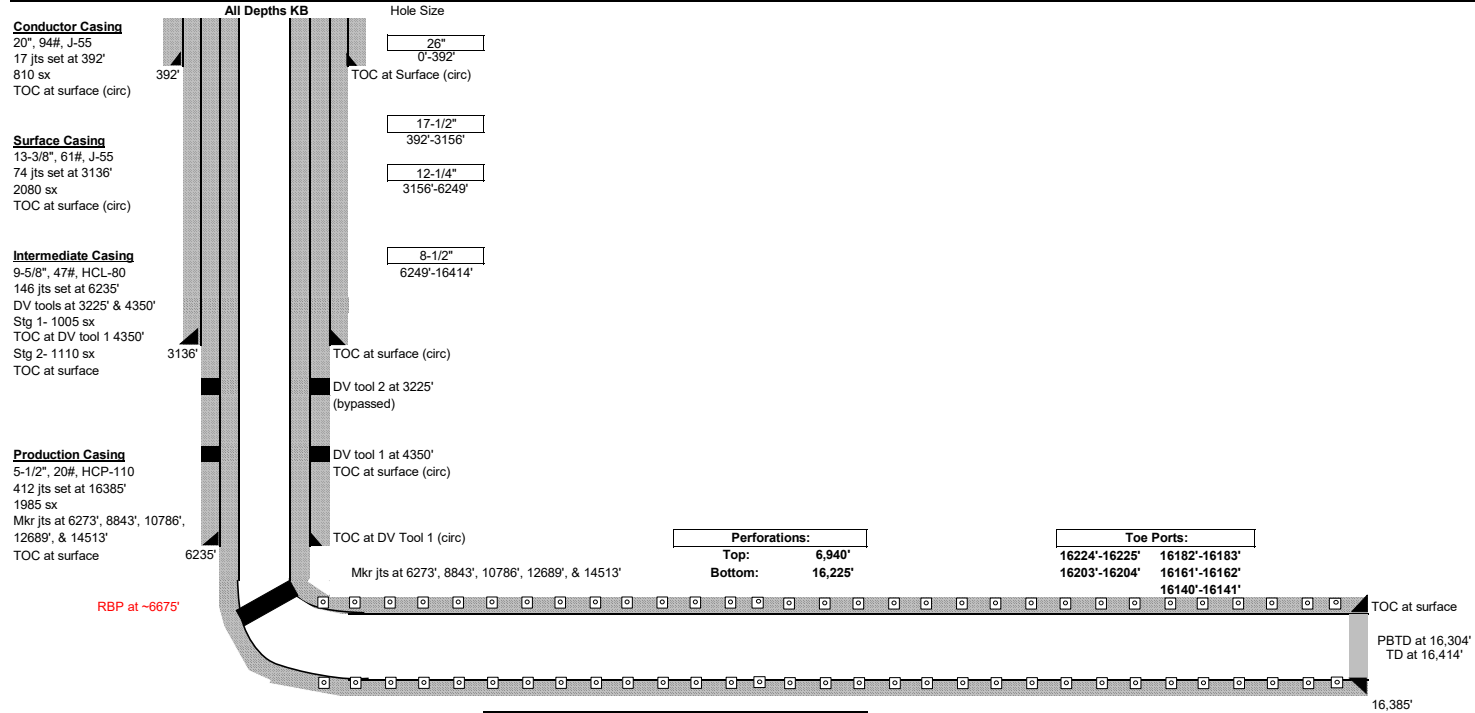 All Depths KB
Hole Size
Conductor Casing
20", 94#, J-55
17 jts set at 392'
810 sx
TOC at surface (circ)
392'
TOC at Surface (circ)
26"
0'-392'
17-1/2"
392'-3156'
12-1/4"
3156'-6249'
8-1/2"
6249'-16414'
Surface Casing
13-3/8", 61#, J-55
74 jts set at 3136'
2080 sx
TOC at surface (circ)
Intermediate Casing
9-5/8", 47#, HCL-80
146 jts set at 6235'
DV tools at 3225' & 4350'
Stg 1- 1005 sx
TOC at DV tool 1 4350'
Stg 2- 1110 sx
TOC at surface
3136'
TOC at surface (circ)
DV tool 2 at 3225'
(bypassed)
DV tool 1 at 4350'
TOC at surface (circ)
Production Casing
5-1/2", 20#, HCP-110
412 jts set at 16385'
1985 sx
Mkr jts at 6273', 8843', 10786',
12689', & 14513'
TOC at surface
6235'
TOC at DV Tool 1 (circ)
Mkr jts at 6273', 8843', 10786', 12689', & 14513'
Perforations:
Top: 6,940'
Bottom: 16,225'
Toe Ports:
16224'-16225' 16182'-16183'
16203'-16204' 16161'-16162'
16140'-16141'
RBP at ~6675'
TOC at surface
PBTD at 16,304'
TD at 16,414'
16,385'